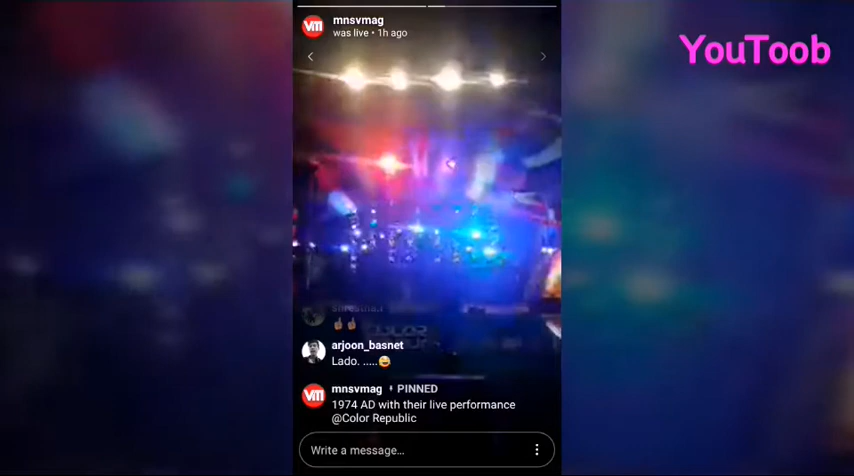 mnsvmag
was live • 1h ago
YouToob
VM
👍👍
arjoon_basnet
Lado. .....😂
mnsvmag PINNED
1974 AD with their live performance
@Color Republic
Write a message...